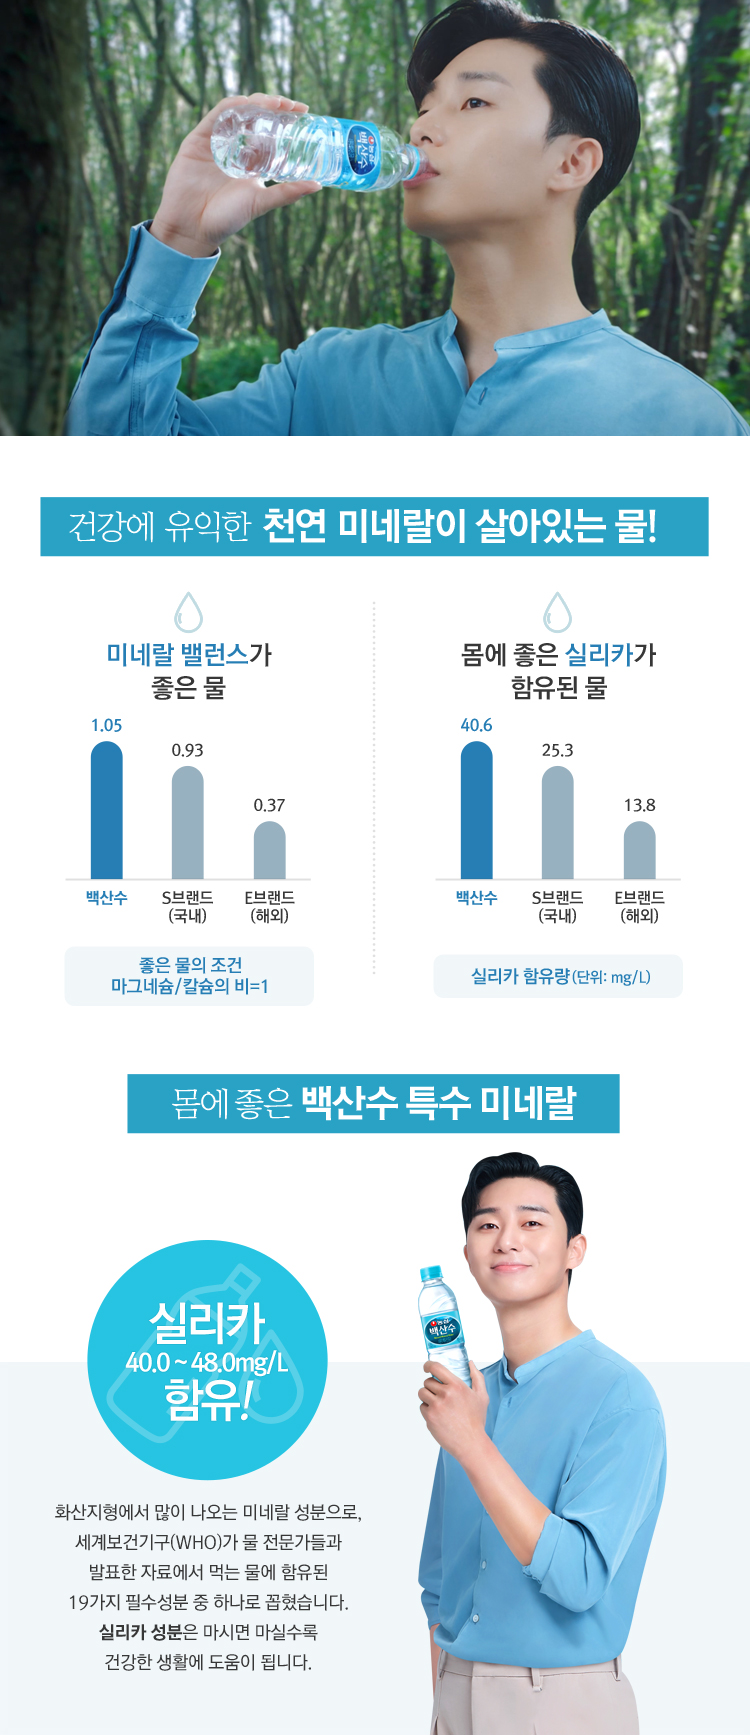 농심
백산수
건강에 유익한 천연 미네랄이 살아있는 물!
미네랄 밸런스가
좋은 물
1.05
0.93
0.37
백산수
S브랜드
(국내)
E브랜드
(해외)
좋은 물의 조건
마그네슘/칼슘의 비=1
몸에 좋은 실리카가
함유된 물
40.6
25.3
13.8
백산수
S브랜드
(국내)
E브랜드
(해외)
실리카 함유량 (단위: mg/L)
몸에 좋은 백산수 특수 미네랄
농심
백산수
실리카
40.0 ~ 48.0mg/L
함유!
화산지형에서 많이 나오는 미네랄 성분으로,
세계보건기구(WHO)가 물 전문가들과
발표한 자료에서 먹는 물에 함유된
19가지 필수성분 중 하나로 꼽혔습니다.
실리카 성분은 마시면 마실수록
건강한 생활에 도움이 됩니다.